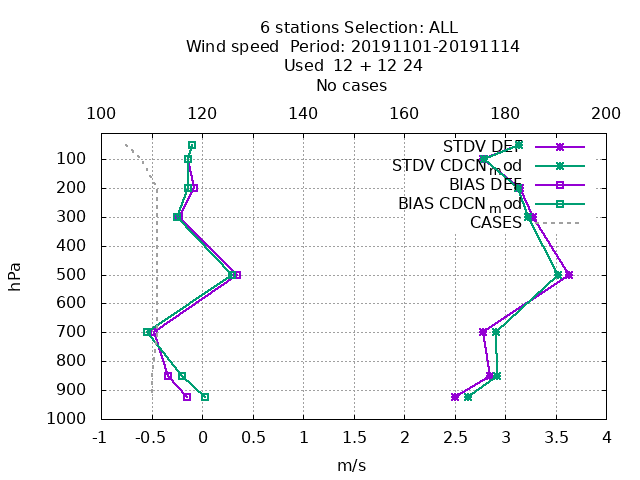 6 stations Selection: ALL
Wind speed  Period: 20191101-20191114
Used  12 + 12 24
No cases
100 120 140 160 180 200
STDV DEF
STDV CDCN_mod
BIAS DEF
BIAS CDCN_mod
CASES
hPa
100
200
300
400
500
600
700
800
900
1000
-1 -0.5 0 0.5 1 1.5 2 2.5 3 3.5 4
m/s